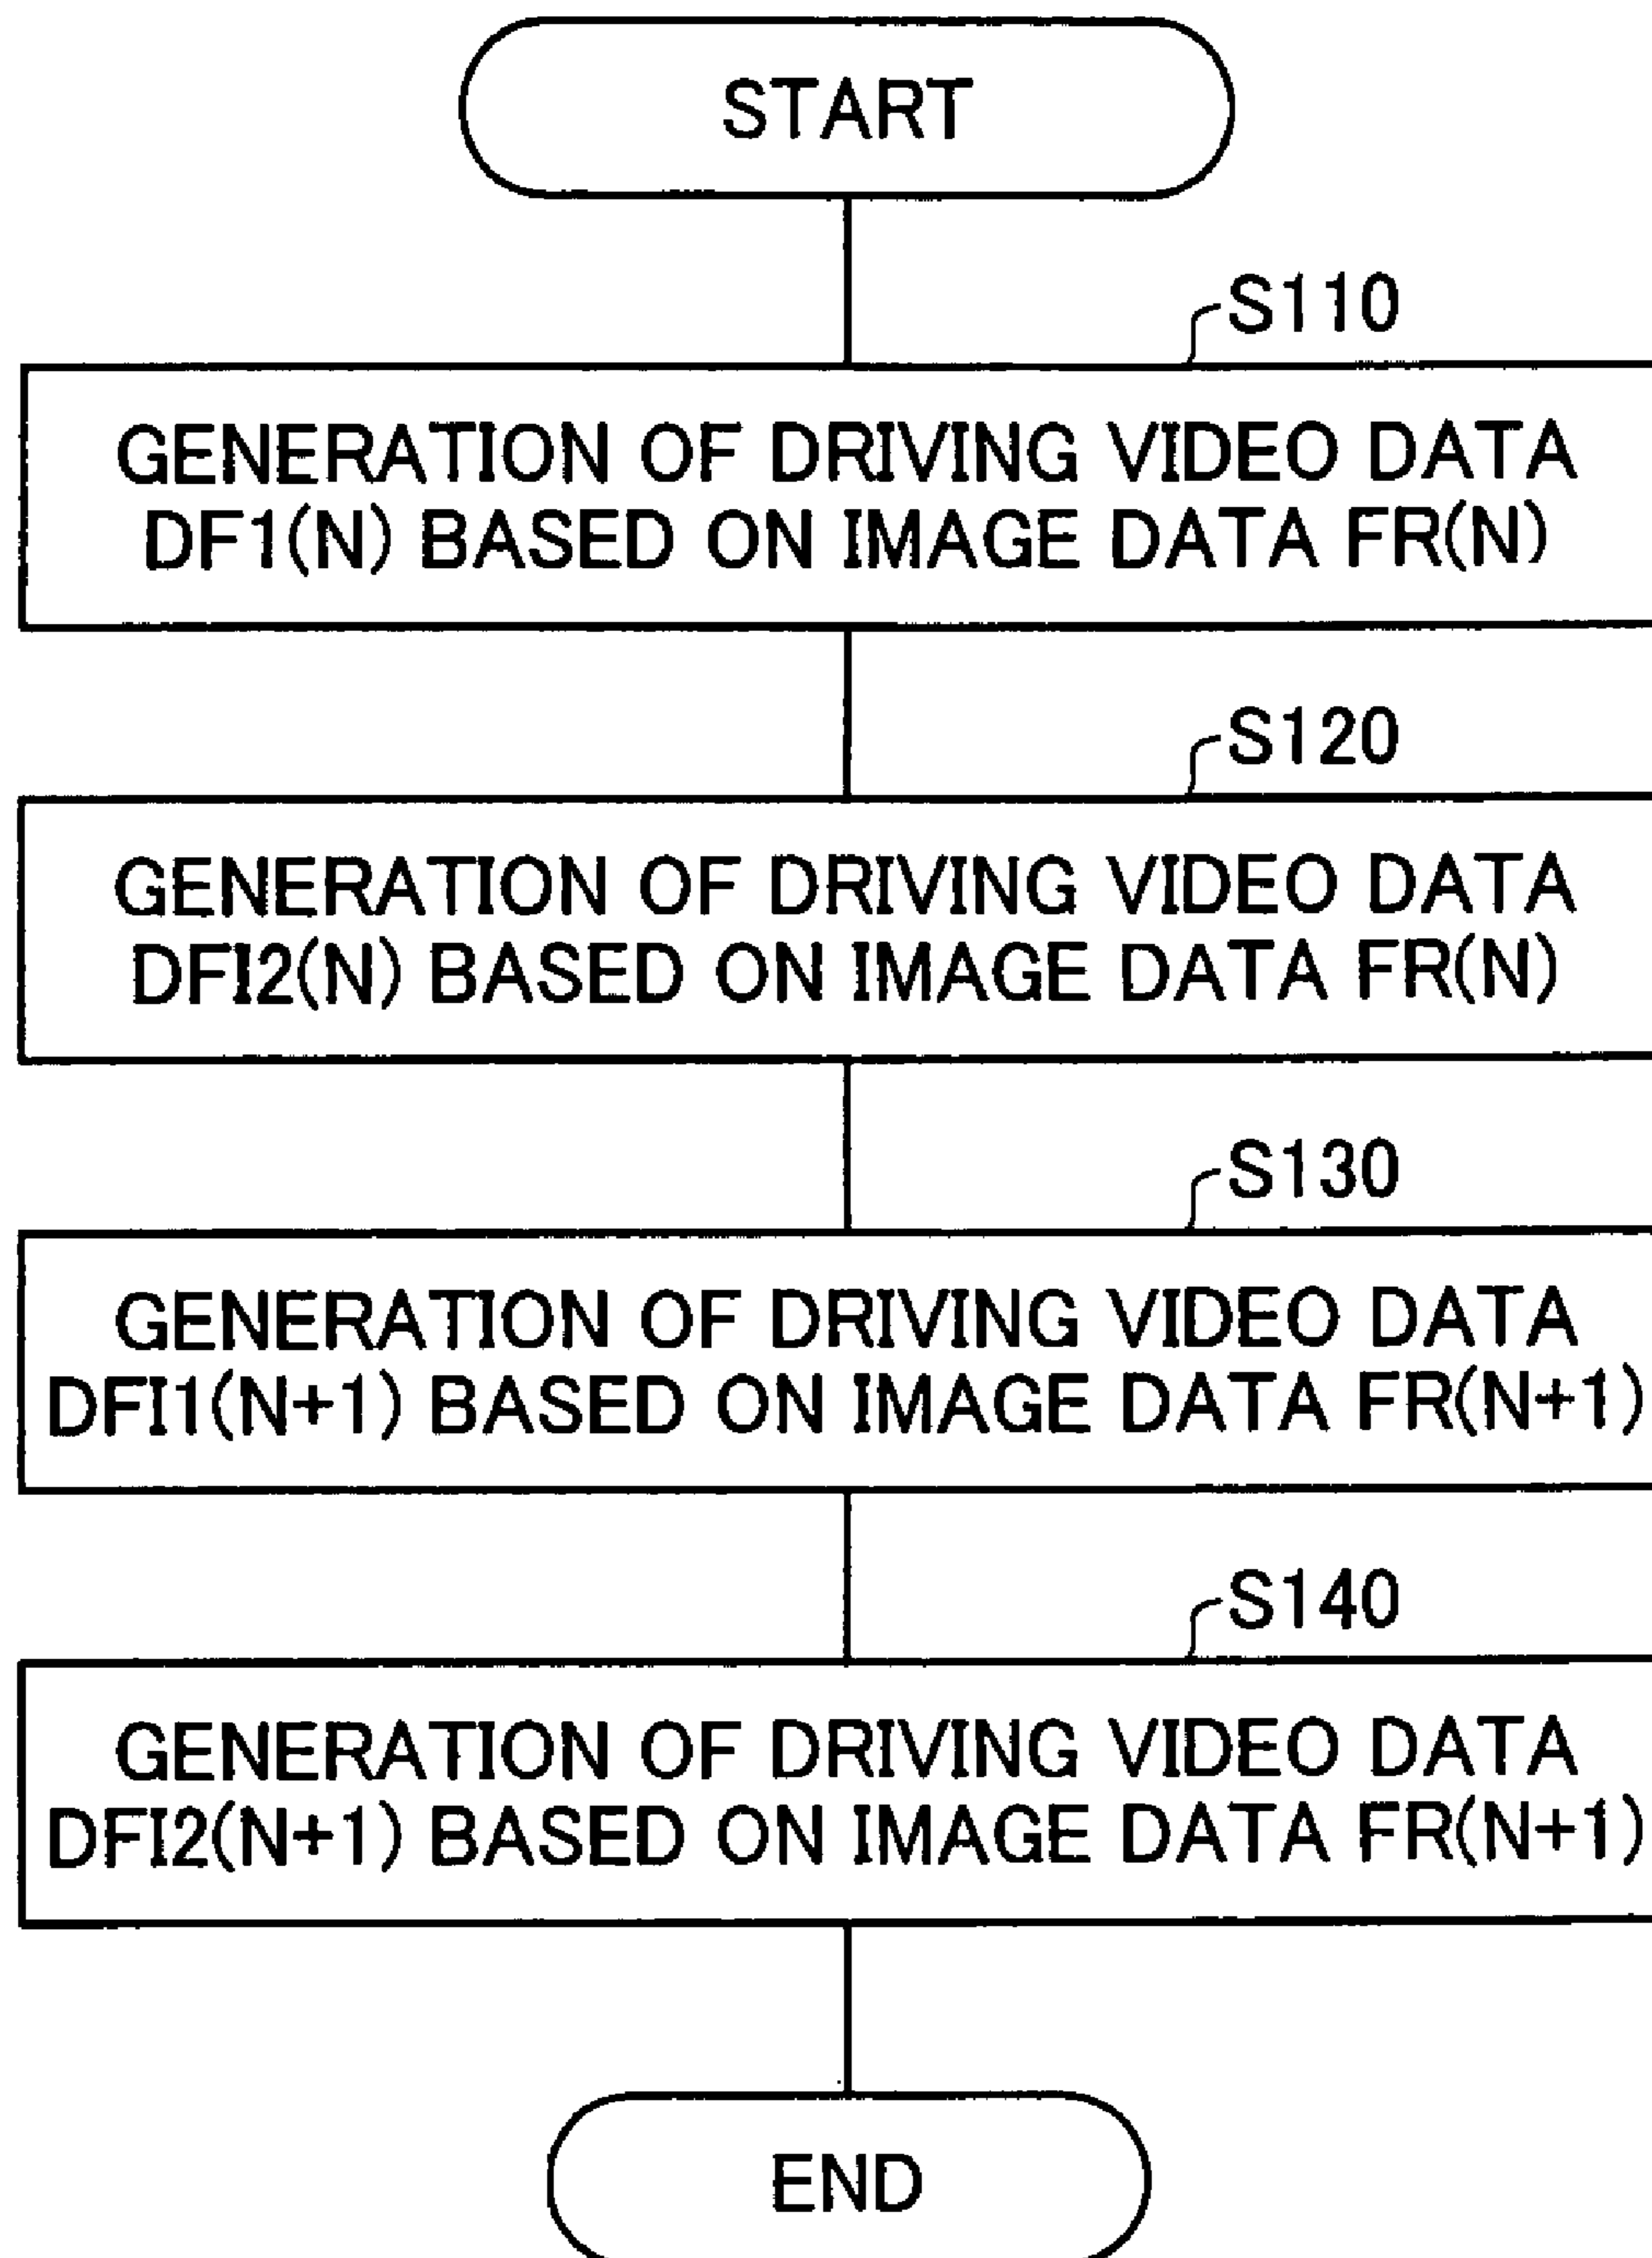 START
S110
GENERATION OF DRIVING VIDEO DATA
DF1(N) BASED ON IMAGE DATA FR(N)
S120
GENERATION OF DRIVING VIDEO DATA
DFI2(N) BASED ON IMAGE DATA FR(N)
S130
GENERATION OF DRIVING VIDEO DATA
DFI1(N+1) BASED ON IMAGE DATA FR(N+1)
S140
GENERATION OF DRIVING VIDEO DATA
DFI2(N+1) BASED ON IMAGE DATA FR(N+1)
END